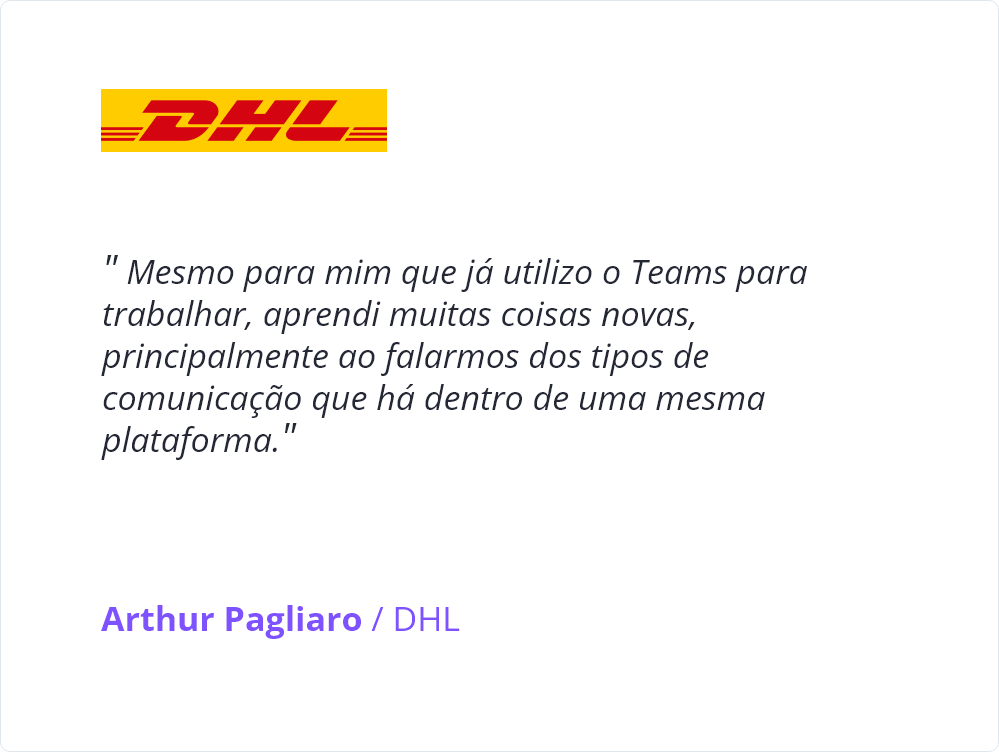 DHL
" Mesmo para mim que já utilizo o Teams para
trabalhar, aprendi muitas coisas novas,
principalmente ao falarmos dos tipos de
comunicação que há dentro de uma mesma
plataforma."
Arthur Pagliaro / DHL